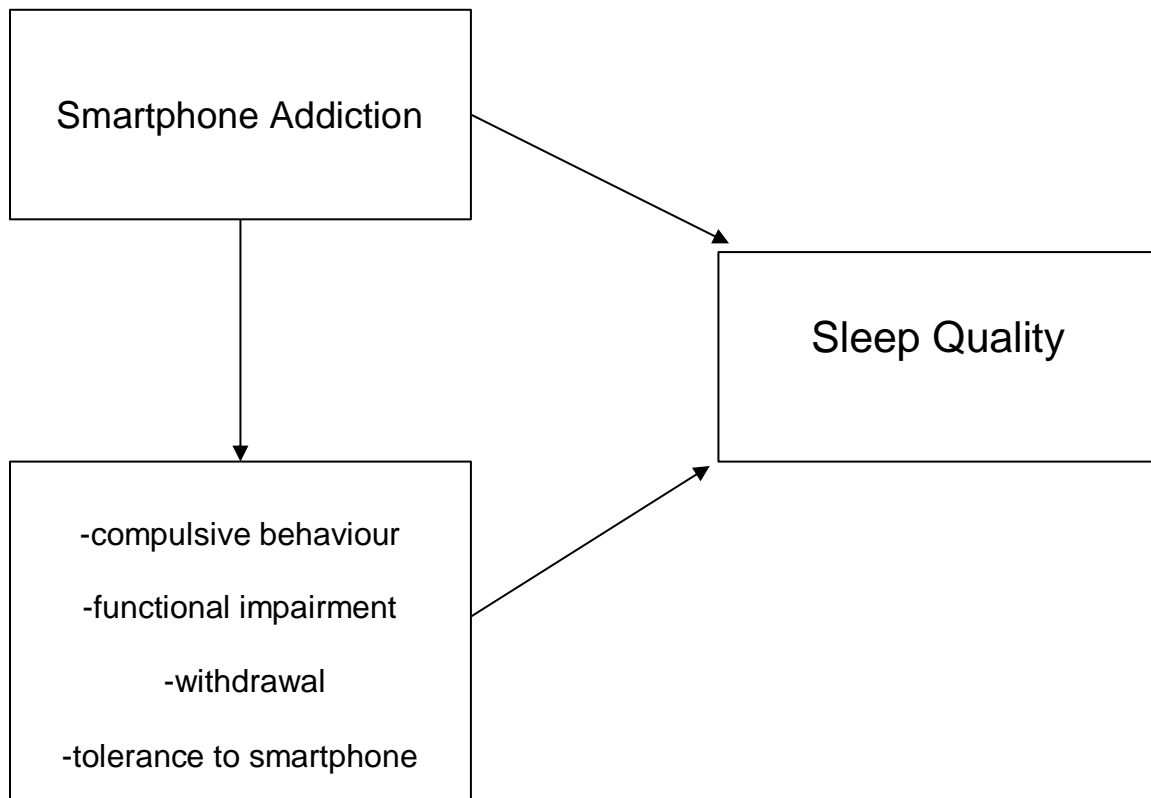 Smartphone Addiction
Sleep Quality
-compulsive behaviour
-functional impairment
-withdrawal
-tolerance to smartphone